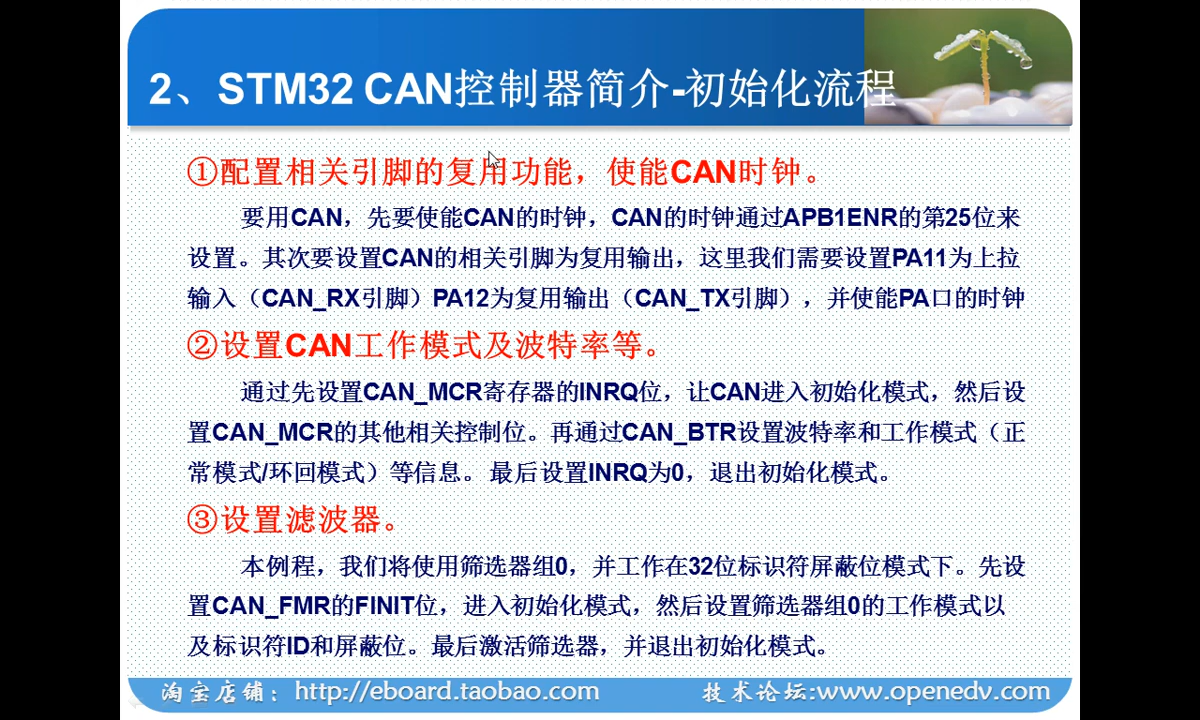 2、STM32 CAN控制器简介-初始化流程
①配置相关引脚的复用功能，使能CAN时钟。
要用CAN，先要使能CAN的时钟，CAN的时钟通过APB1ENR的第25位来
设置。其次要设置CAN的相关引脚为复用输出，这里我们需要设置PA11为上拉
输入（CAN_RX引脚）PA12为复用输出（CAN_TX引脚），并使能PA口的时钟
②设置CAN工作模式及波特率等。
通过先设置CAN_MCR寄存器的INRQ位，让CAN进入初始化模式，然后设
置CAN_MCR的其他相关控制位。再通过CAN_BTR设置波特率和工作模式（正
常模式/环回模式）等信息。 最后设置INRQ为0，退出初始化模式。
③设置滤波器。
本例程，我们将使用筛选器组0，并工作在32位标识符屏蔽位模式下。先设
置CAN_FMR的FINIT位，进入初始化模式，然后设置筛选器组0的工作模式以
及标识符ID和屏蔽位。最后激活筛选器，并退出初始化模式。
淘宝店铺：http://eboard.taobao.com
技术论坛:www.openedv.com